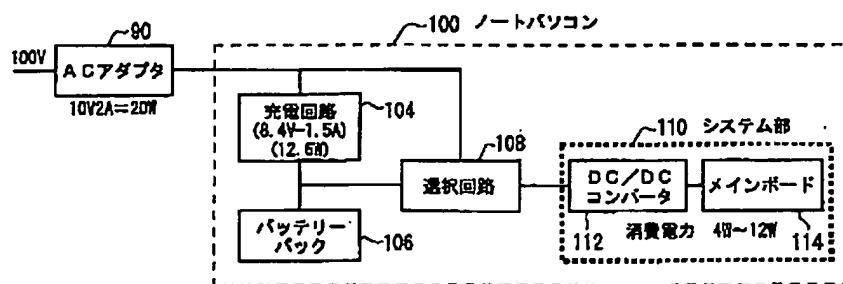 100 ノートパソコン
90
100V
ACアダプタ
10V2A=20W
充電回路
(8.4V-1.5A)
(12.6W)
104
108
選択回路
110 システム部
DC/DC
コンバータ
メインボード
バッテリー
パック
106
112
消費電力 4W~12W
114